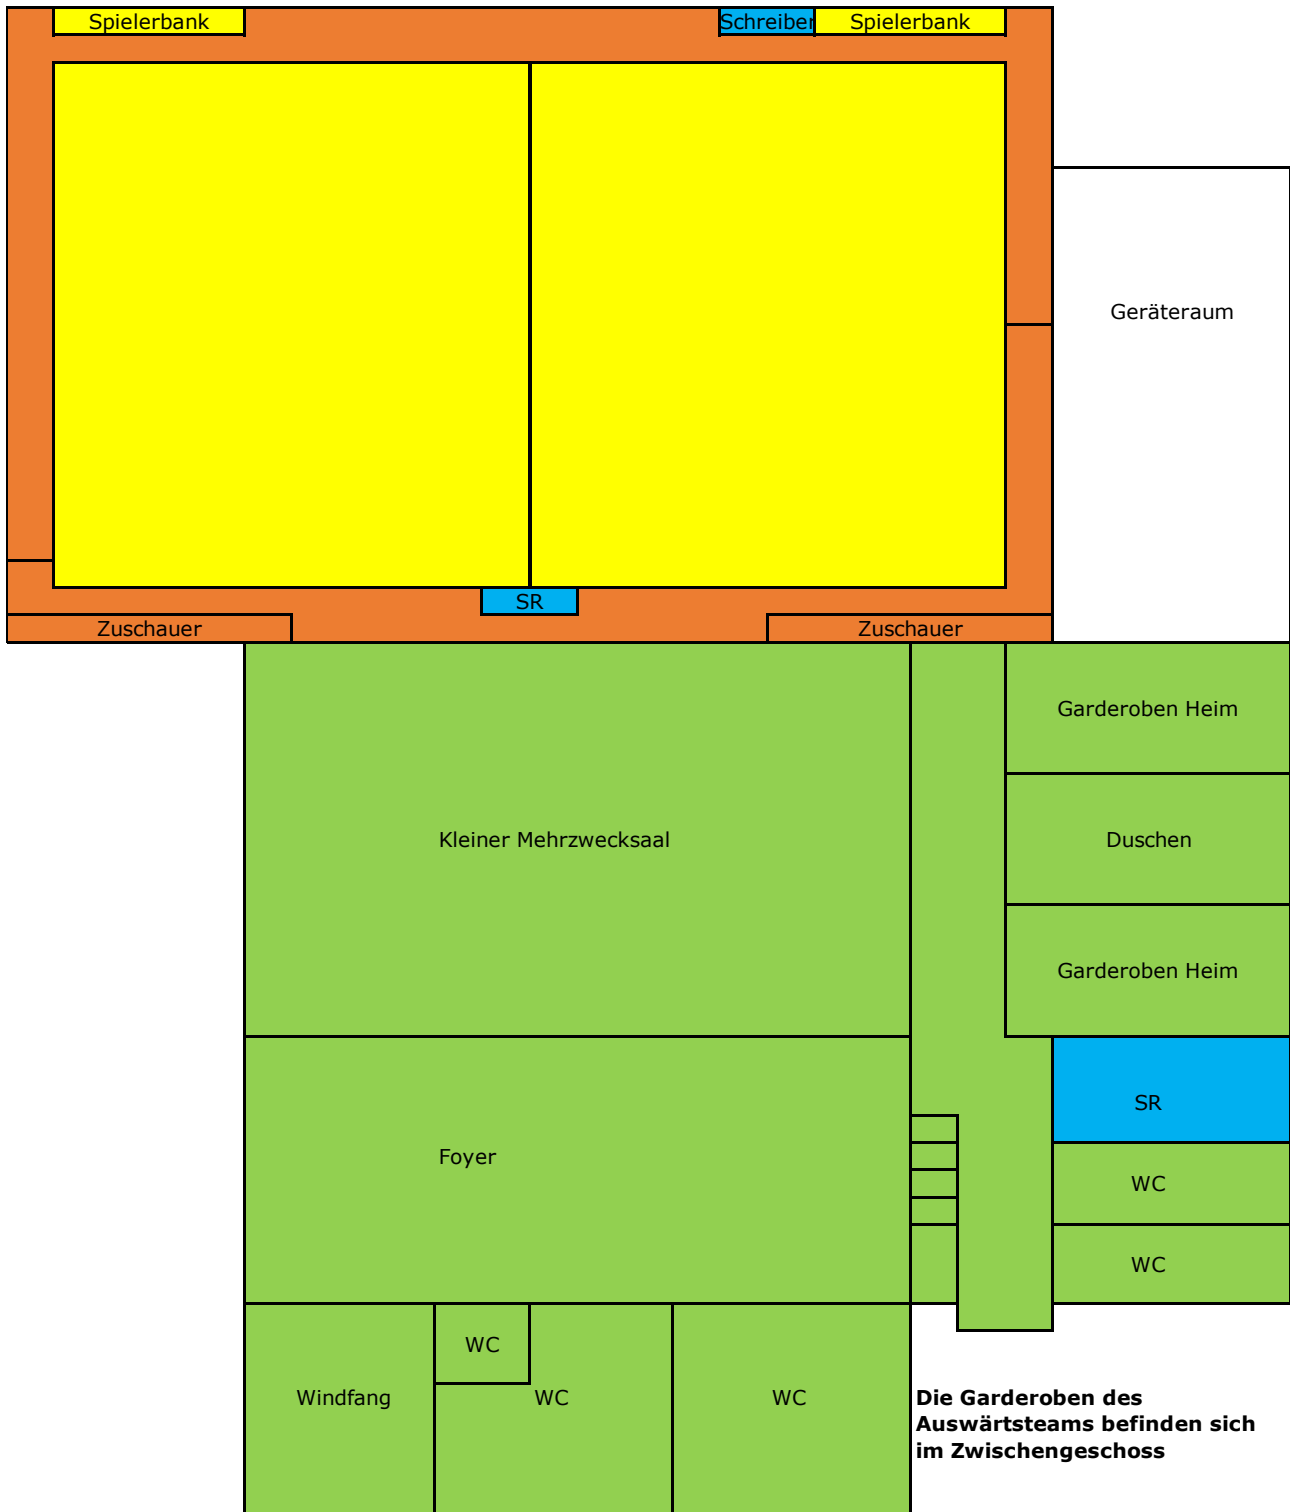 Spielerbank
Schreiber
Spielerbank
Geräteraum
SR
Zuschauer
Zuschauer
Garderoben Heim
Kleiner Mehrzwecksaal
Duschen
Garderoben Heim
SR
Foyer
WC
WC
WC
Windfang
WC
WC
Die Garderoben des
Auswärtsteams befinden sich
im Zwischengeschoss